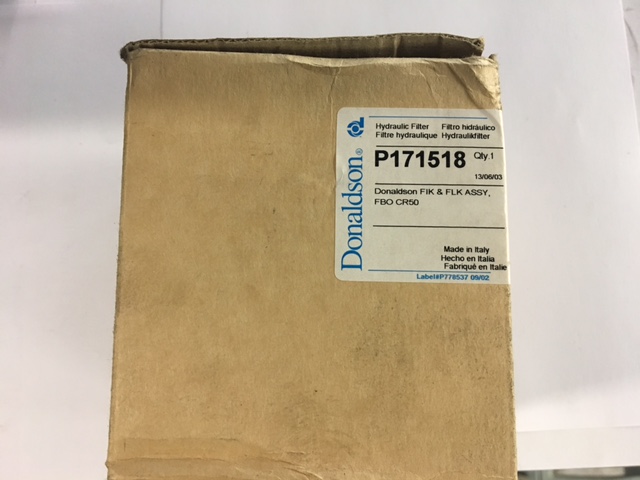 Donaldson®
Hydraulic Filter Filtro hidráulico
Filtre hydraulique Hydraulikfilter
P171518 Qty.1
13/06/03
Donaldson FIK & FLK ASSY,
FBO CR50
Made in Italy
Hecho en Italia
Fabriqué en Italie
Label#P778537 09/02